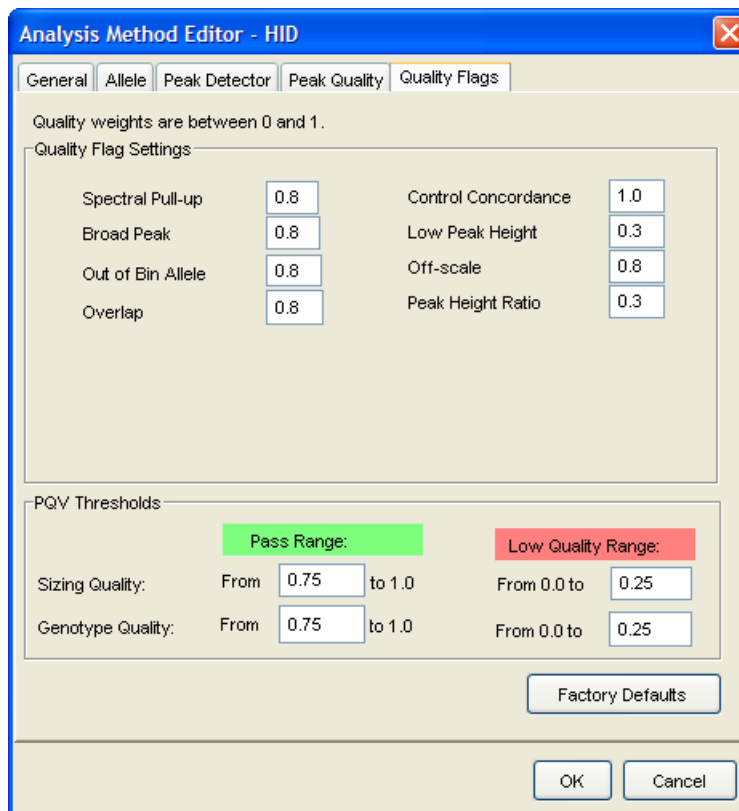 Analysis Method Editor - HID
General Allele Peak Detector Peak Quality Quality Flags
Quality weights are between 0 and 1.
Quality Flag Settings
Spectral Pull-up 0.8 Control Concordance 1.0
Broad Peak 0.8 Low Peak Height 0.3
Out of Bin Allele 0.8 Off-scale 0.8
Overlap 0.8 Peak Height Ratio 0.3
PQV Thresholds
Pass Range: Low Quality Range:
Sizing Quality: From 0.75 to 1.0 From 0.0 to 0.25
Genotype Quality: From 0.75 to 1.0 From 0.0 to 0.25
Factory Defaults
OK Cancel